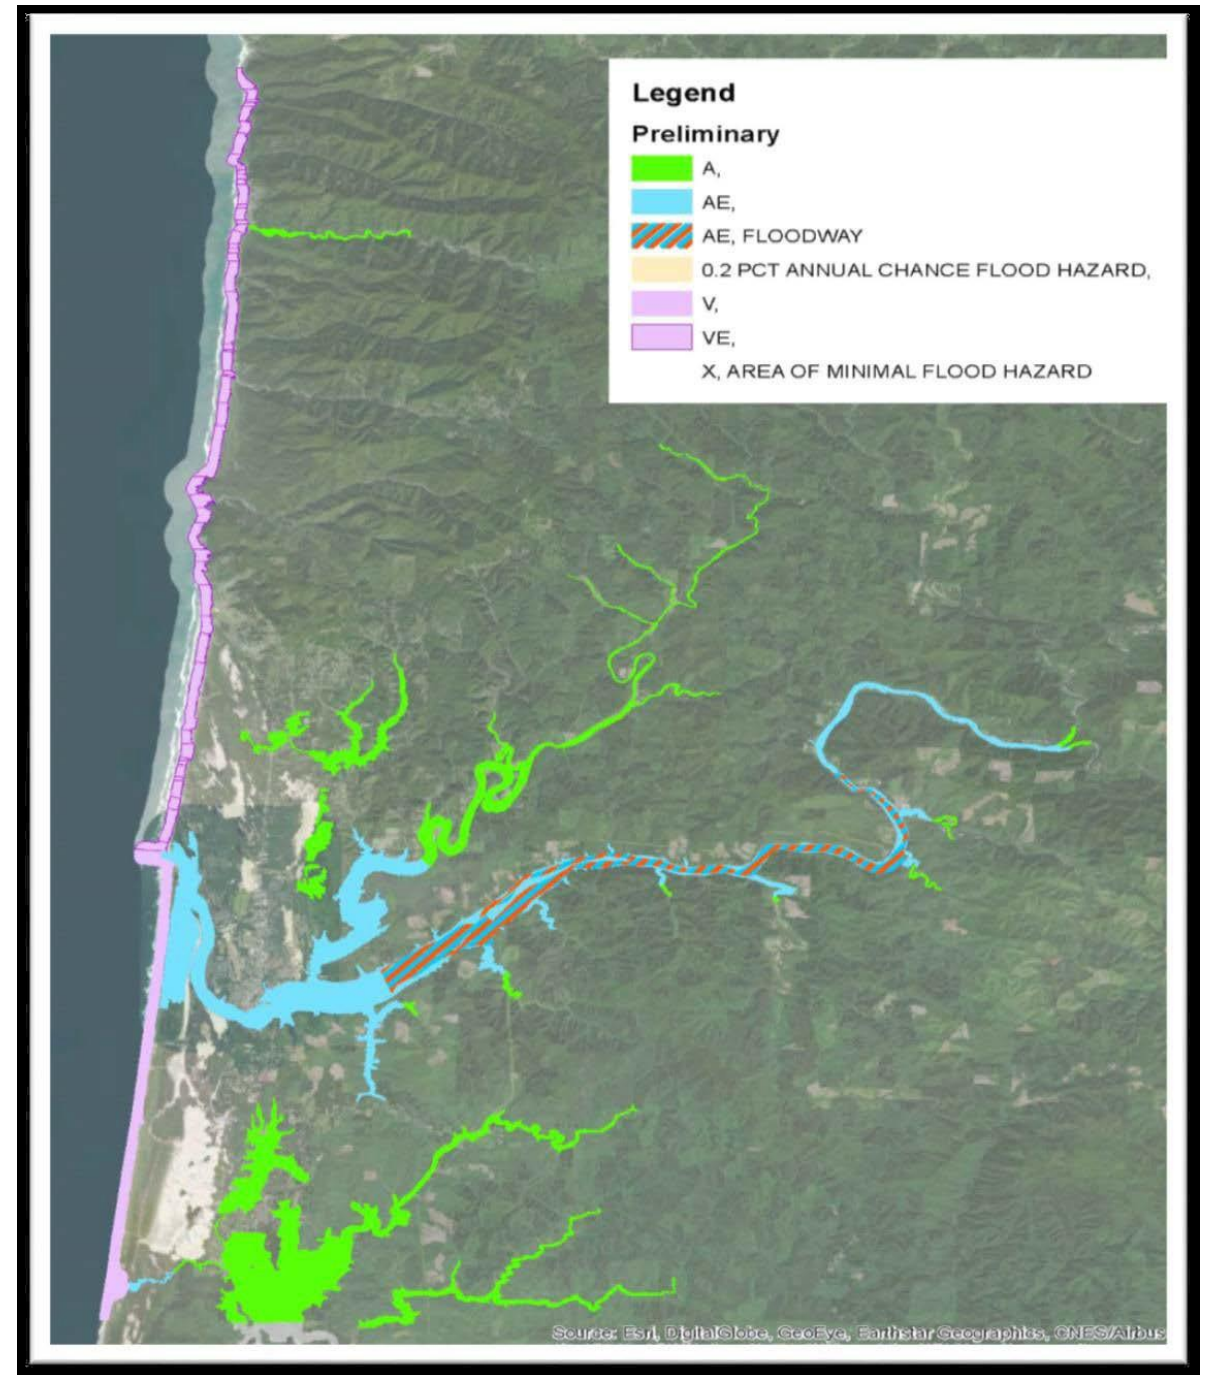 Legend
Preliminary
A,
AE,
AE, FLOODWAY
0.2 PCT ANNUAL CHANCE FLOOD HAZARD,
V,
VE,
X, AREA OF MINIMAL FLOOD HAZARD
Source: Esri, DigitalGlobe, GeoEye, Earthstar Geographics, CNES/Airbus